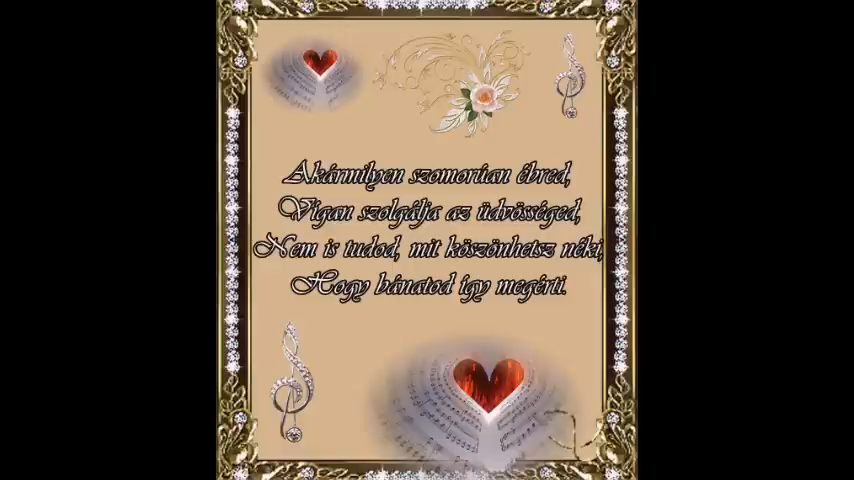 Akármilyen szomorúan ébred,
Vígan szolgálja az üdvösséged,
Nem is tudod, mit köszönhetsz néki,
Hogy bánatod így megérti.